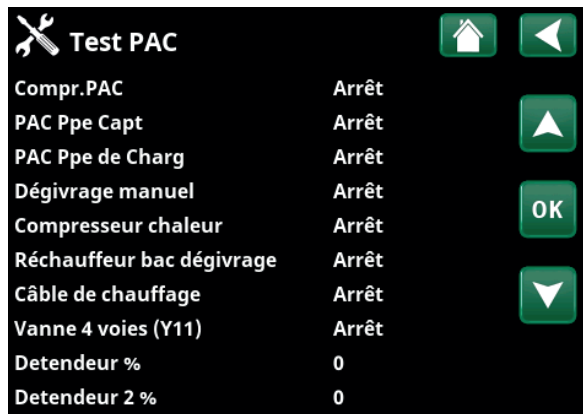 Test PAC
Compr.PAC Arrêt
PAC Ppe Capt Arrêt
PAC Ppe de Charg Arrêt
Dégivrage manuel Arrêt
OK
Compresseur chaleur Arrêt
Réchauffeur bac dégivrage Arrêt
Câble de chauffage Arrêt
Vanne 4 voies (Y11) Arrêt
Detendeur % 0
Detendeur 2 % 0